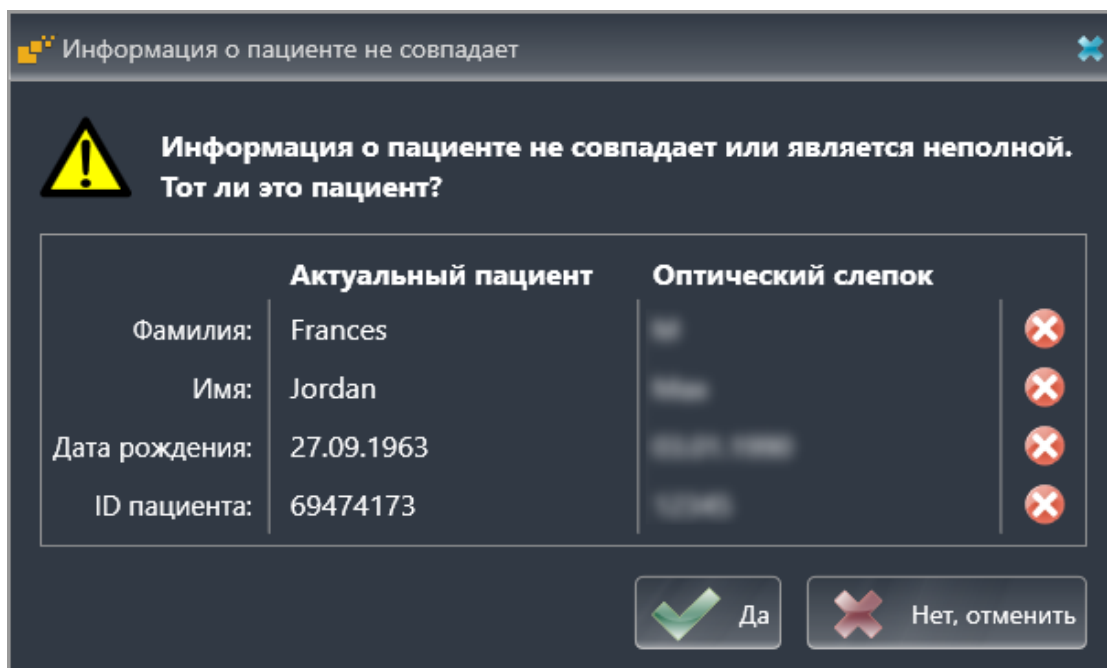 Информация о пациенте не совпадает
Информация о пациенте не совпадает или является неполной.
Тот ли это пациент?
Актуальный пациент Оптический слепок
Фамилия: Frances
Имя: Jordan
Дата рождения: 27.09.1963
ID пациента: 69474173
Да Нет, отменить